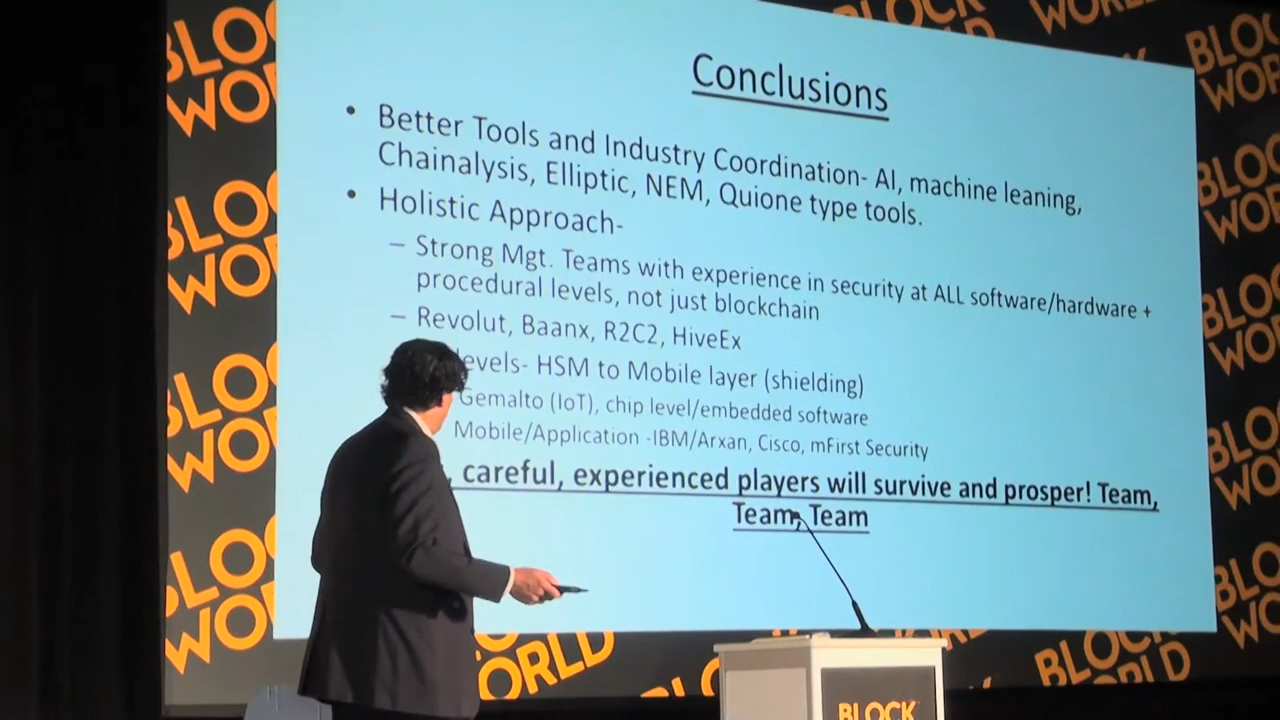 Conclusions
• Better Tools and Industry Coordination- AI, machine leaning,
Chainalysis, Elliptic, NEM, Quione type tools.
• Holistic Approach-
– Strong Mgt. Teams with experience in security at ALL software/hardware +
procedural levels, not just blockchain
– Revolut, Baanx, R2C2, HiveEx
levels- HSM to Mobile layer (shielding)
Gemalto (IoT), chip level/embedded software
Mobile/Application -IBM/Arxan, Cisco, mFirst Security
, careful, experienced players will survive and prosper! Team,
Team, Team
BLOCK
WORLD
BLOCK
WORLD
BLOCK